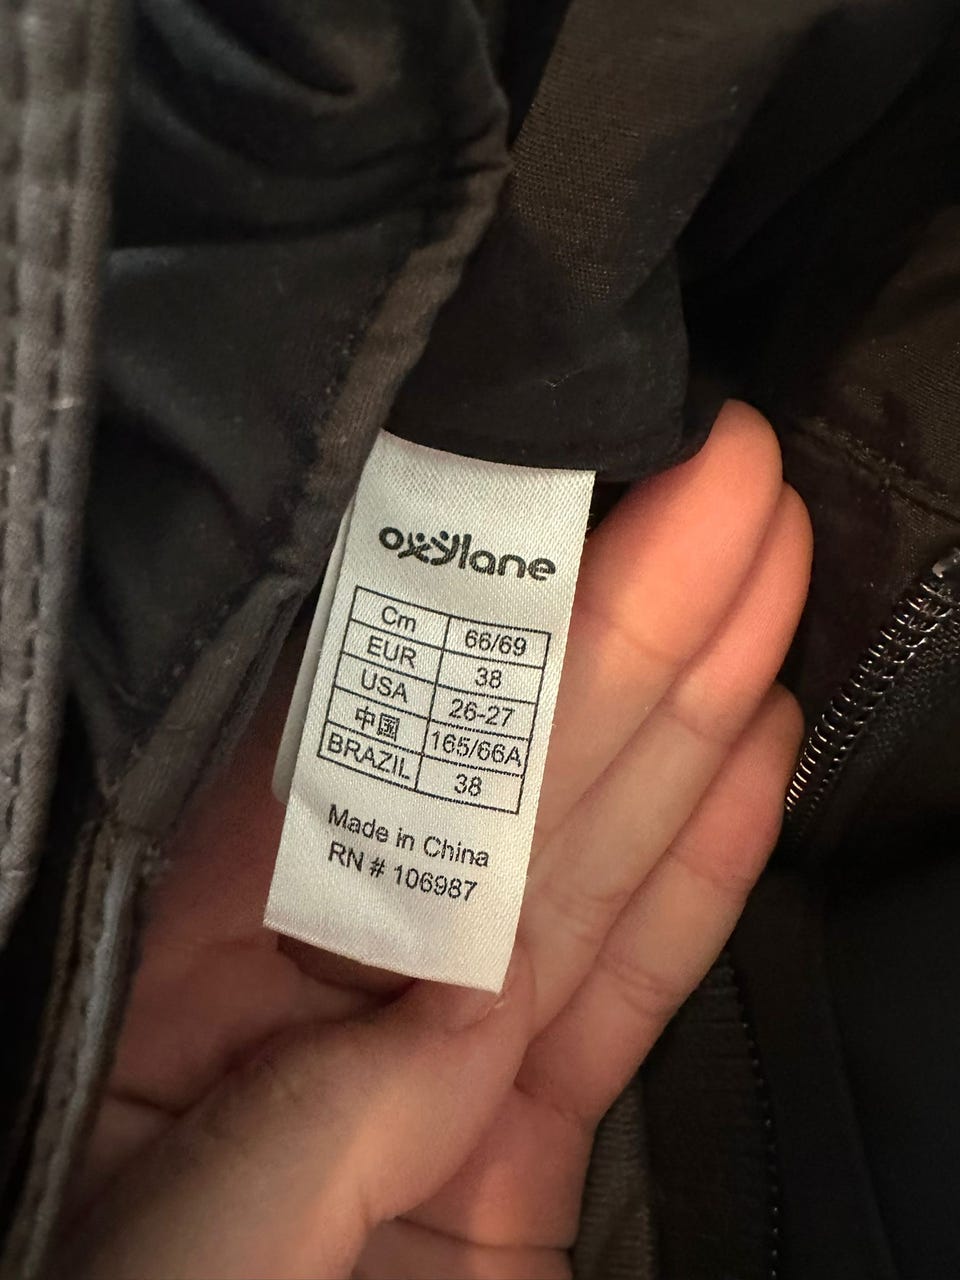 oxylane
Cm 66/69
EUR 38
USA 26-27
中国 165/66A
BRAZIL 38
Made in China
RN # 106987